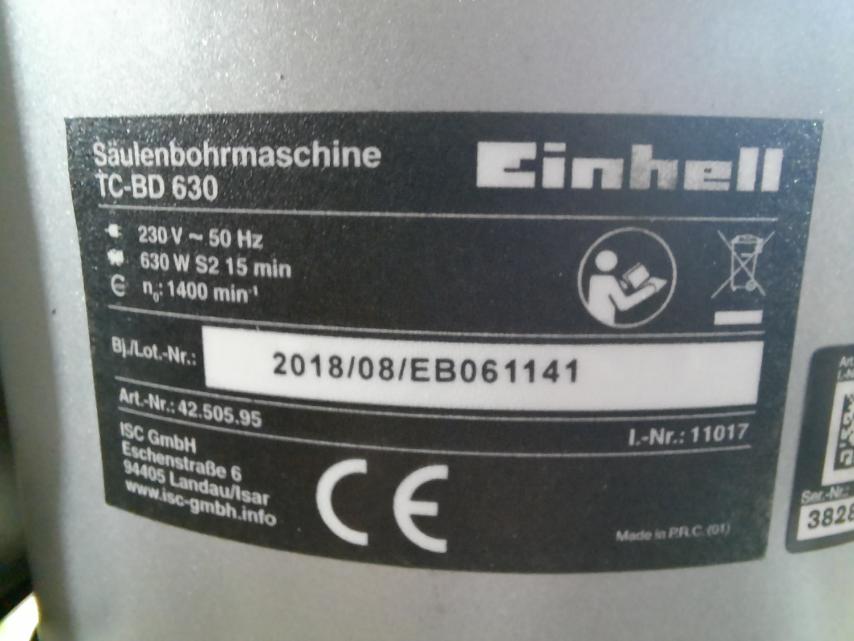 Säulenbohrmaschine
TC-BD 630
Einhell
230 V ~ 50 Hz
630 W S2 15 min
n₀: 1400 min⁻¹
Bj./Lot.-Nr.:
2018/08/EB061141
Art.-Nr.: 42.505.95
I.-Nr.: 11017
ISC GmbH
Eschenstraße 6
94405 Landau/Isar
www.isc-gmbh.info
CE
Made in P.R.C. (01)
Ser.-Nr.: